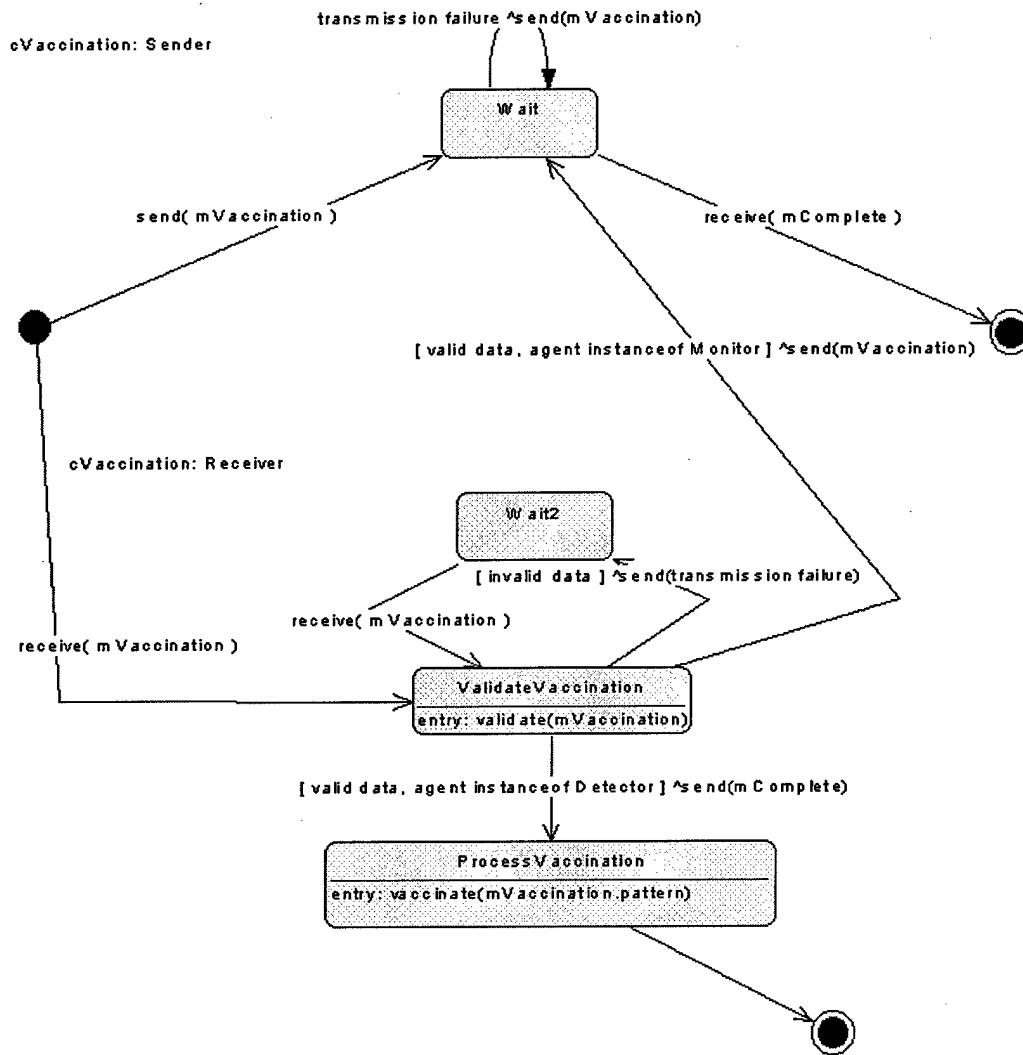 transmission failure ^send(mVaccination)
cVaccination: Sender
Wait
send( mVaccination )
receive( mComplete )
[ valid data, agent instanceof Monitor ] ^send(mVaccination)
cVaccination: Receiver
Wait2
[ invalid data ] ^send(transmission failure)
receive( mVaccination )
receive( mVaccination )
ValidateVaccination
entry: validate(mVaccination)
[ valid data, agent instanceof Detector ] ^send(mComplete)
ProcessVaccination
entry: vaccinate(mVaccination.pattern)